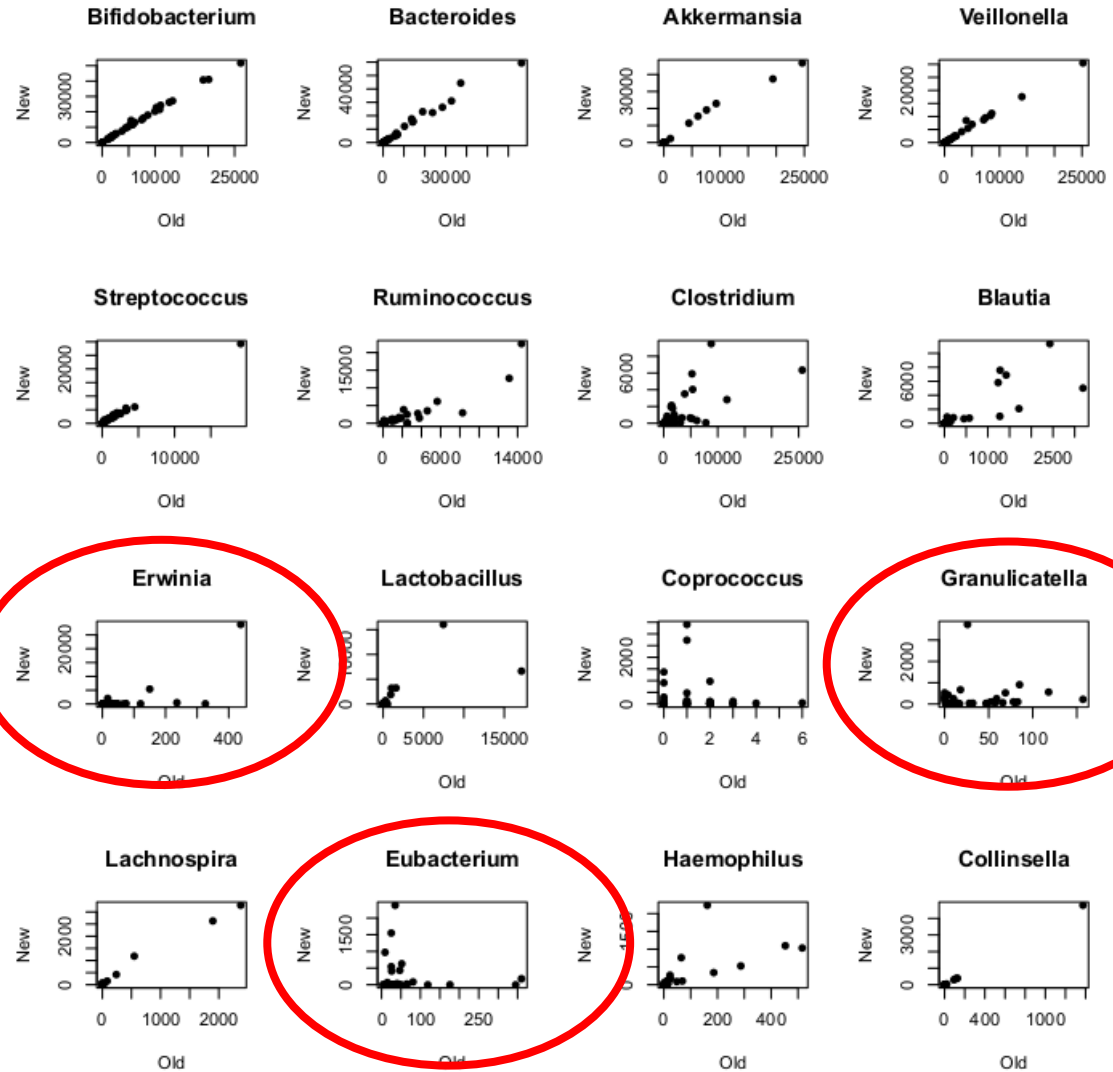 Bifidobacterium
New
0 30000
0 10000 25000
Old
Bacteroides
New
0 40000
0 30000
Old
Akkermansia
New
0 30000
0 10000 25000
Old
Veillonella
New
0 20000
0 10000 25000
Old
Streptococcus
New
0 20000
0 10000
Old
Ruminococcus
New
0 15000
0 6000 14000
Old
Clostridium
New
0 6000
0 10000 25000
Old
Blautia
New
0 6000
0 1000 2500
Old
Erwinia
New
0 20000
0 200 400
Old
Lactobacillus
New
0
0 5000 15000
Old
Coprococcus
New
0 2000
0 2 4 6
Old
Granulicatella
New
0 2000
0 50 100
Old
Lachnospira
New
0 2000
0 1000 2000
Old
Eubacterium
New
0 1500
0 100 250
Old
Haemophilus
New
0 1500
0 200 400
Old
Collinsella
New
0 3000
0 400 1000
Old